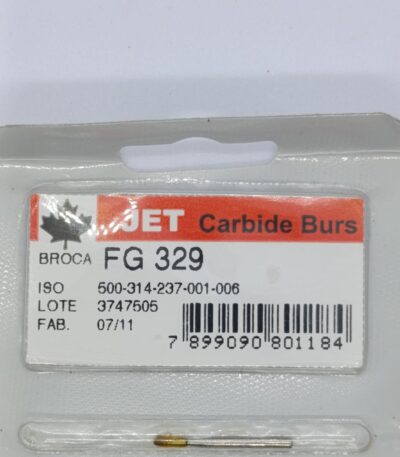 JET Carbide Burs
BROCA FG 329
ISO 500-314-237-001-006
LOTE 3747505
FAB. 07/11
7 899090 801184